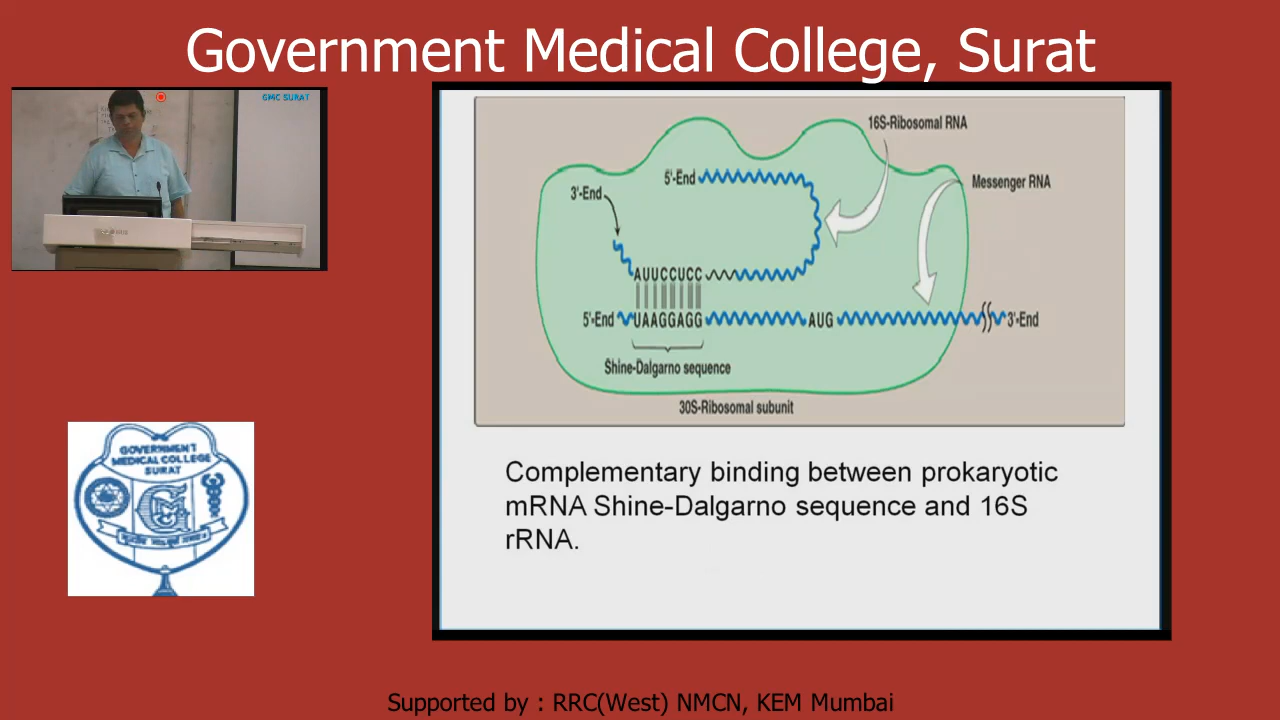 Government Medical College, Surat
GMC SURAT
16S-Ribosomal RNA
5'-End
Messenger RNA
3'-End
AUUCCUCC
5'-End
UAAGGAGG
AUG
3'-End
Shine-Dalgarno sequence
30S-Ribosomal subunit
GOVERNMENT
MEDICAL COLLEGE
SURAT
Complementary binding between prokaryotic
mRNA Shine-Dalgarno sequence and 16S
rRNA.
Supported by : RRC(West) NMCN, KEM Mumbai